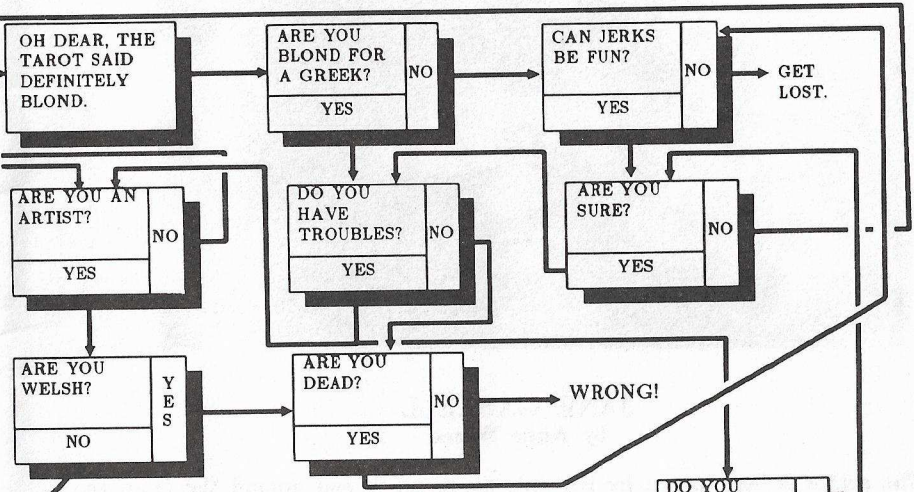 OH DEAR, THE
TAROT SAID
DEFINITELY
BLOND.
ARE YOU
BLOND FOR
A GREEK?
NO
YES
CAN JERKS
BE FUN?
NO
YES
GET
LOST.
ARE YOU AN
ARTIST?
NO
YES
DO YOU
HAVE
TROUBLES?
NO
YES
ARE YOU
SURE?
NO
YES
ARE YOU
WELSH?
YES
NO
ARE YOU
DEAD?
NO
YES
WRONG!
DO YOU